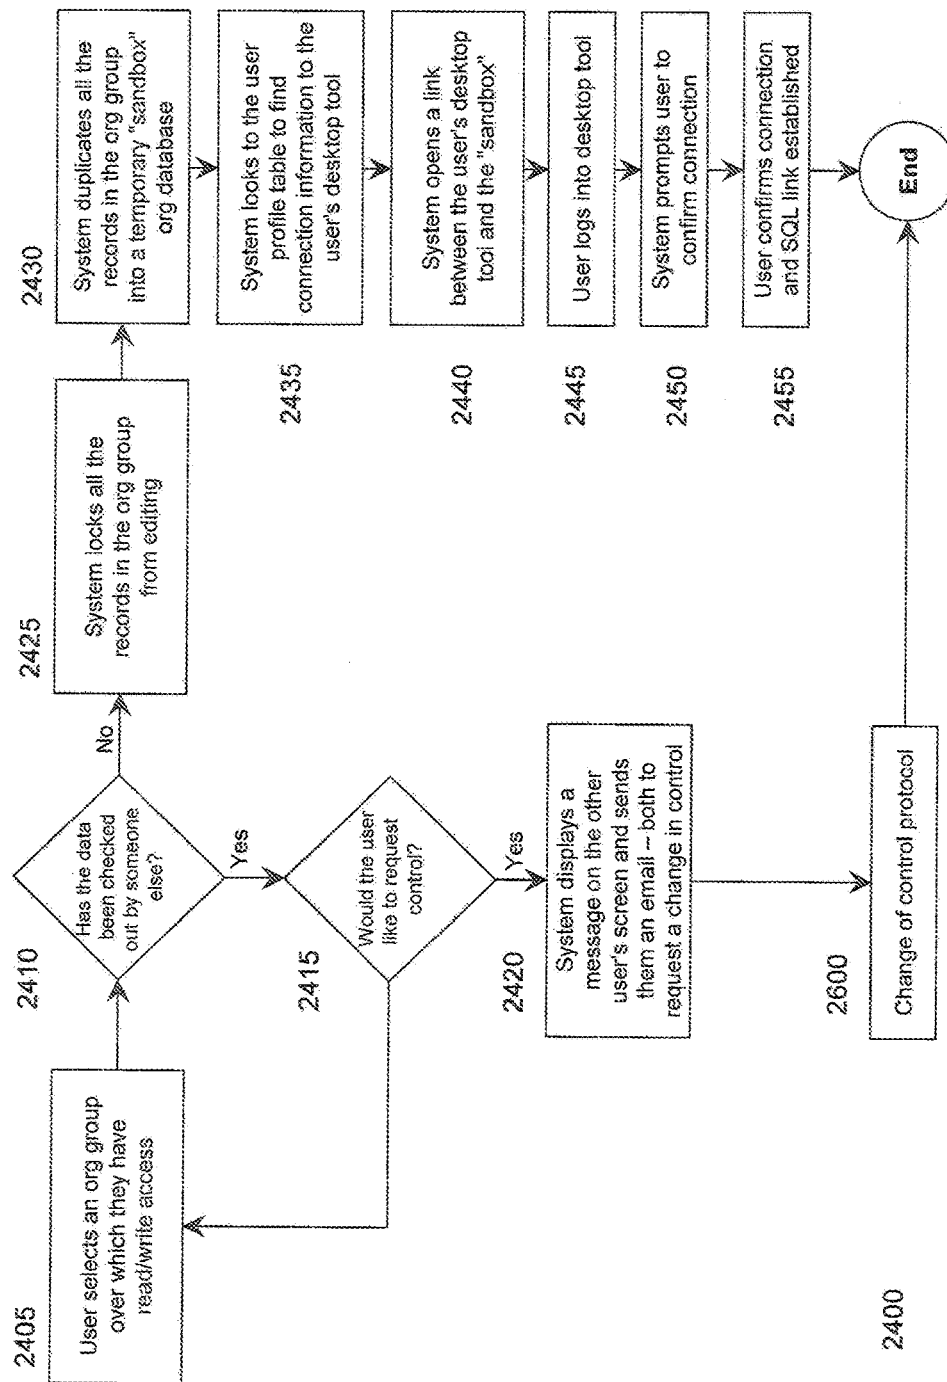 2405
User selects an org group
over which they have
read/write access
2410
Has the data
been checked
out by someone
else?
No
Yes
2415
Would the user
like to request
control?
Yes
2420
System displays a
message on the other
user's screen and sends
them an email -- both to
request a change in control
2600
Change of control protocol
2425
System locks all the
records in the org group
from editing
2430
System duplicates all the
records in the org group
into a temporary "sandbox"
org database
2435
System looks to the user
profile table to find
connection information to the
user's desktop tool
2440
System opens a link
between the user's desktop
tool and the "sandbox"
2445
User logs into desktop tool
2450
System prompts user to
confirm connection
2455
User confirms connection
and SQL link established
End
2400